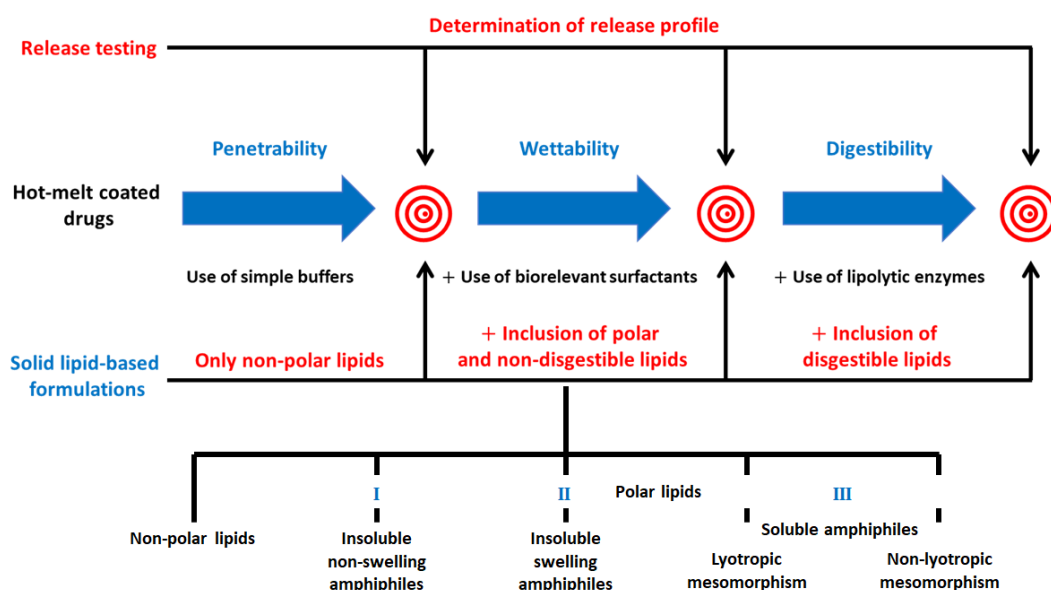 Determination of release profile
Release testing
Penetrability
Wettability
Digestibility
Hot-melt coated
drugs
Use of simple buffers
+ Use of biorelevant surfactants
+ Use of lipolytic enzymes
Solid lipid-based
formulations
Only non-polar lipids
+ Inclusion of polar
and non-disgestible lipids
+ Inclusion of
disgestible lipids
I
II
Polar lipids
III
Non-polar lipids
Insoluble
non-swelling
amphiphiles
Insoluble
swelling
amphiphiles
Soluble amphiphiles
Lyotropic
mesomorphism
Non-lyotropic
mesomorphism